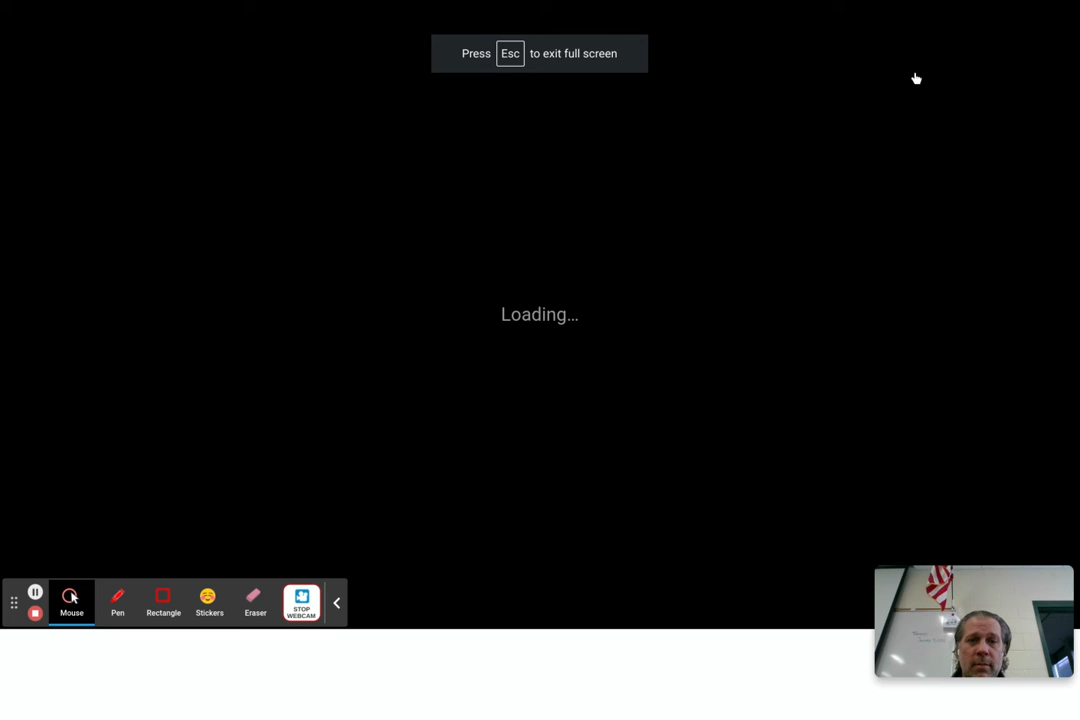 Press Esc to exit full screen
Loading...
Mouse
Pen
Rectangle
Stickers
Eraser
STOP
WEBCAM